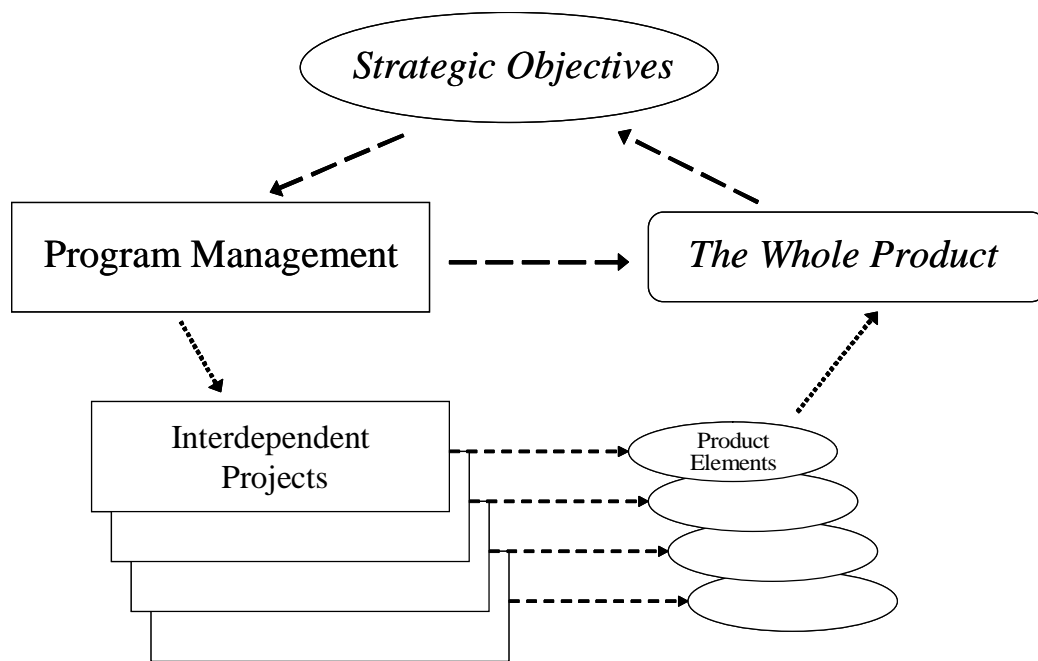 Strategic Objectives
Program Management
The Whole Product
Interdependent
Projects
Product
Elements